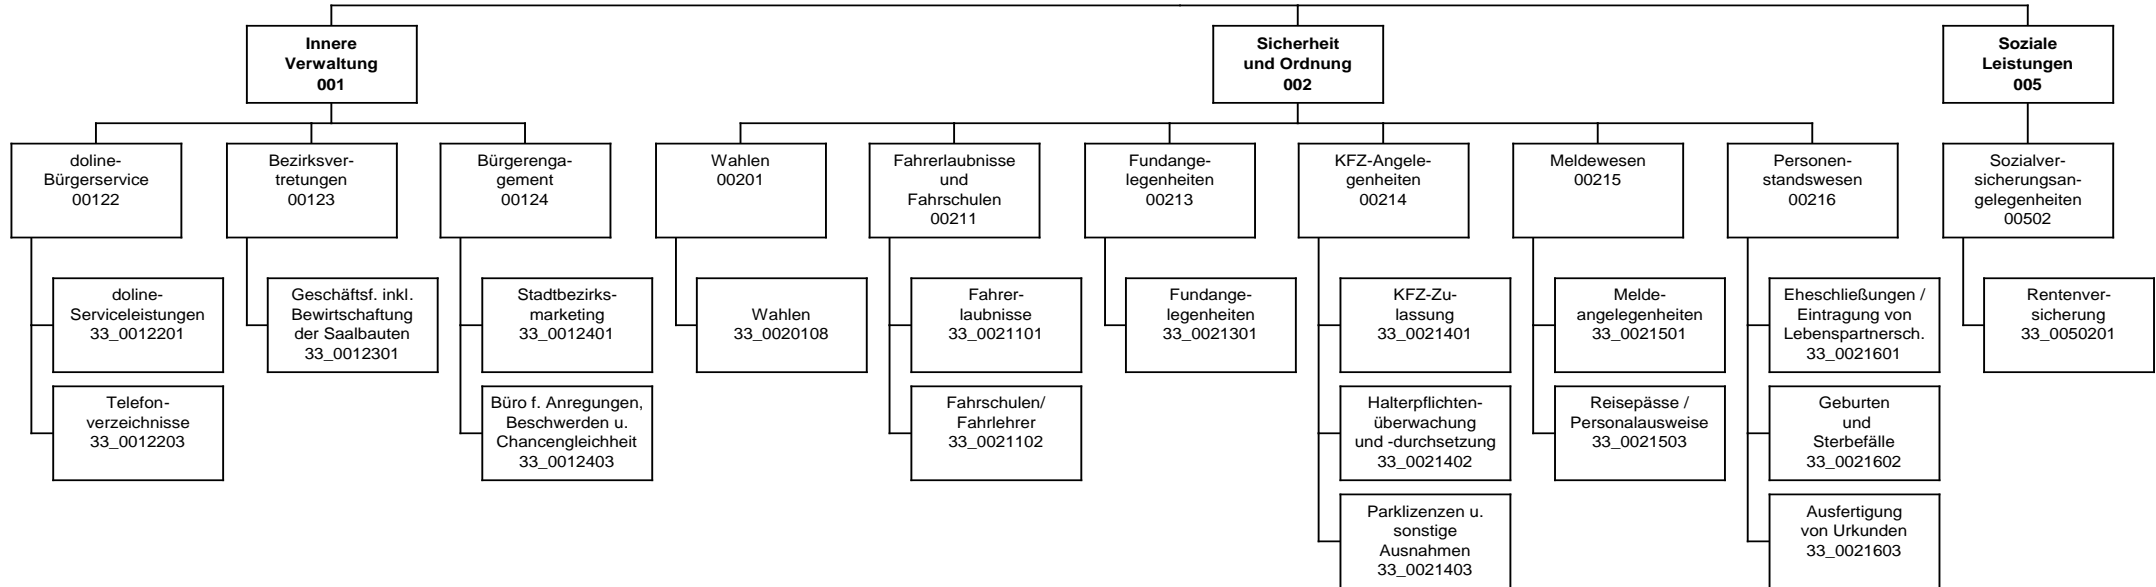 Innere
Verwaltung
001
Sicherheit
und Ordnung
002
Soziale
Leistungen
005
doline-
Bürgerservice
00122
Bezirksver-
tretungen
00123
Bürgerenga-
gement
00124
Wahlen
00201
Fahrerlaubnisse
und
Fahrschulen
00211
Fundange-
legenheiten
00213
KFZ-Angele-
genheiten
00214
Meldewesen
00215
Personen-
standswesen
00216
Sozialver-
sicherungsan-
gelegenheiten
00502
doline-
Serviceleistungen
33_0012201
Geschäftsf. inkl.
Bewirtschaftung
der Saalbauten
33_0012301
Stadtbezirks-
marketing
33_0012401
Wahlen
33_0020108
Fahrer-
laubnisse
33_0021101
Fundange-
legenheiten
33_0021301
KFZ-Zu-
lassung
33_0021401
Melde-
angelegenheiten
33_0021501
Eheschließungen /
Eintragung von
Lebenspartnersch.
33_0021601
Rentenver-
sicherung
33_0050201
Telefon-
verzeichnisse
33_0012203
Büro f. Anregungen,
Beschwerden u.
Chancengleichheit
33_0012403
Fahrschulen/
Fahrlehrer
33_0021102
Halterpflichten-
überwachung
und -durchsetzung
33_0021402
Reisepässe /
Personalausweise
33_0021503
Geburten
und
Sterbefälle
33_0021602
Parklizenzen u.
sonstige
Ausnahmen
33_0021403
Ausfertigung
von Urkunden
33_0021603